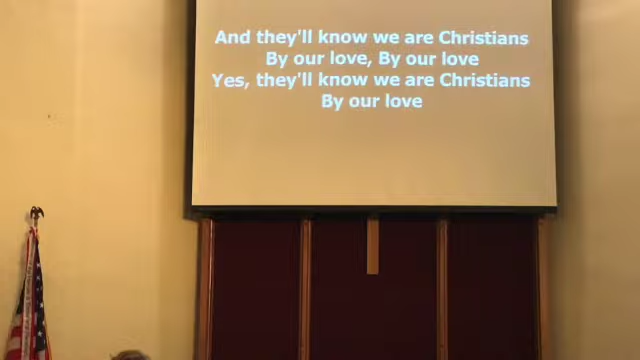 And they'll know we are Christians
By our love, By our love
Yes, they'll know we are Christians
By our love